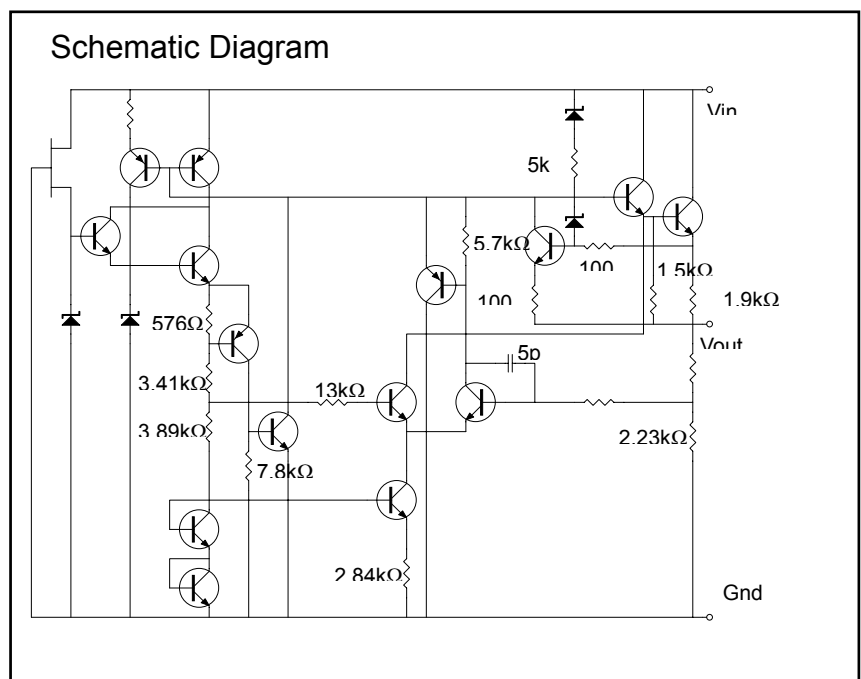 Schematic Diagram
Vin
5k
5.7kΩ
100
1.5kΩ
100
1.9kΩ
576Ω
Vout
5p
3.41kΩ
13kΩ
3.89kΩ
2.23kΩ
7.8kΩ
2.84kΩ
Gnd